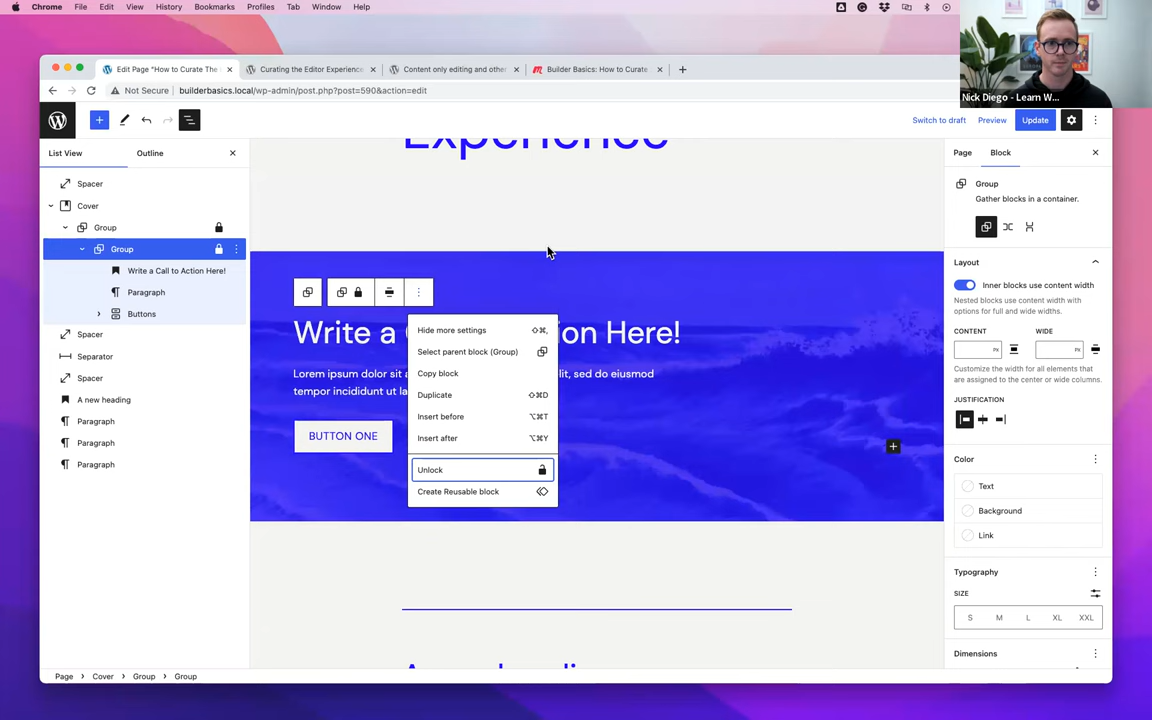 Chrome File Edit View History Bookmarks Profiles Tab Window Help
Edit Page "How to Curate The
Curating the Editor Experience
Content only editing and other
Builder Basics: How to Curate
Not Secure builderbasics.local/wp-admin/post.php?post=590&action=edit
Nick Diego - Learn W...
Switch to draft Preview Update
List View Outline
Spacer
Cover
Group
Group
Write a Call to Action Here!
Paragraph
Buttons
Spacer
Separator
Spacer
A new heading
Paragraph
Paragraph
Paragraph
Experience
Write a Here!
Lorem ipsum dolor sit elit, sed do eiusmod
tempor incididunt ut
BUTTON ONE
Hide more settings ⇧⌘,
Select parent block (Group)
Copy block
Duplicate ⇧⌘D
Insert before ⌥⌘T
Insert after ⌥⌘Y
Unlock
Create Reusable block
Page Block
Group
Gather blocks in a container.
Layout
Inner blocks use content width
Nested blocks use content width with
options for full and wide widths.
CONTENT WIDE
PX PX
Customize the width for all elements that
are assigned to the center or wide columns.
JUSTIFICATION
Color
Text
Background
Link
Typography
SIZE
S M L XL XXL
Dimensions
Page > Cover > Group > Group